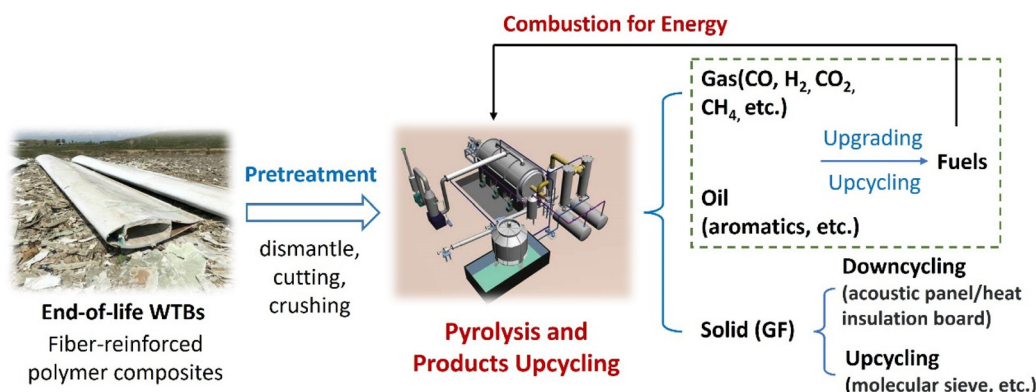 Combustion for Energy
Gas(CO, H2, CO2,
CH4, etc.)
Upgrading
Upcycling
Fuels
Oil
(aromatics, etc.)
Pretreatment
dismantle,
cutting,
crushing
End-of-life WTBs
Fiber-reinforced
polymer composites
Pyrolysis and
Products Upcycling
Solid (GF)
Downcycling
(acoustic panel/heat
insulation board)
Upcycling
(molecular sieve, etc.)